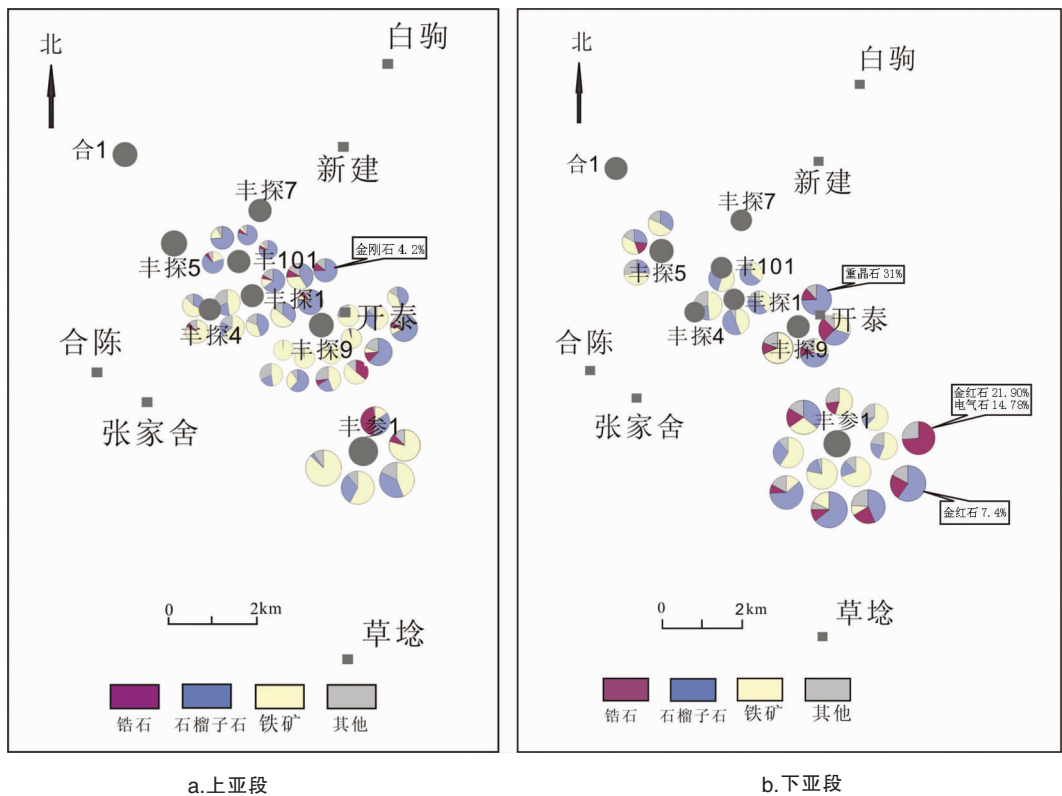 白驹
北
合1
新建
丰探7
丰探5
丰101
金刚石 4.2%
丰探1
丰探4
开泰
丰探9
合陈
张家舍
丰参1
0 2km
草埝
锆石 石榴子石 铁矿 其他
a.上亚段
白驹
北
合1
新建
丰探7
丰探5
丰101
重晶石 31%
丰探1
丰探4
开泰
丰探9
合陈
张家舍
金红石 21.90%
电气石 14.78%
丰参1
金红石 7.4%
0 2km
草埝
锆石 石榴子石 铁矿 其他
b.下亚段